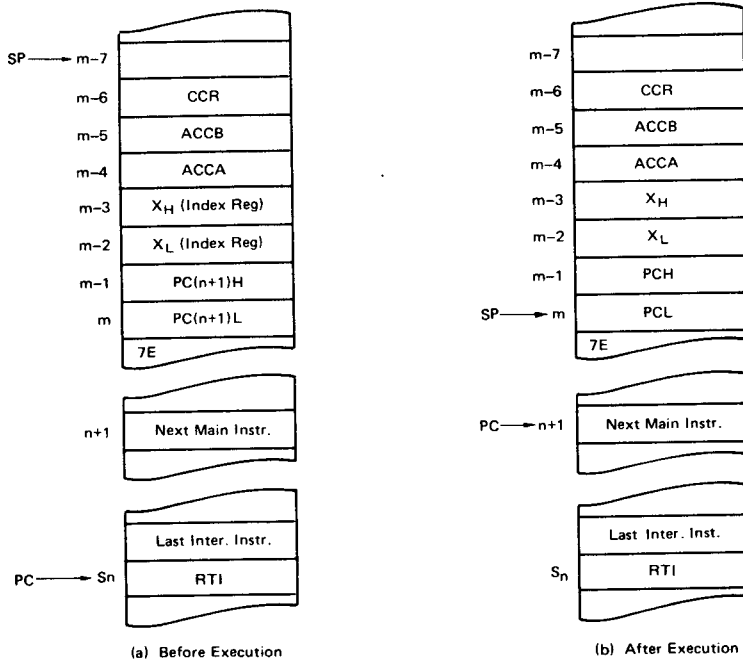 SP
m-7
m-6
CCR
m-5
ACCB
m-4
ACCA
m-3
XH (Index Reg)
m-2
XL (Index Reg)
m-1
PC(n+1)H
m
PC(n+1)L
7E
n+1
Next Main Instr.
Last Inter. Instr.
PC
Sn
RTI
(a) Before Execution
m-7
m-6
CCR
m-5
ACCB
m-4
ACCA
m-3
XH
m-2
XL
m-1
PCH
SP
m
PCL
7E
PC
n+1
Next Main Instr.
Last Inter. Inst.
Sn
RTI
(b) After Execution